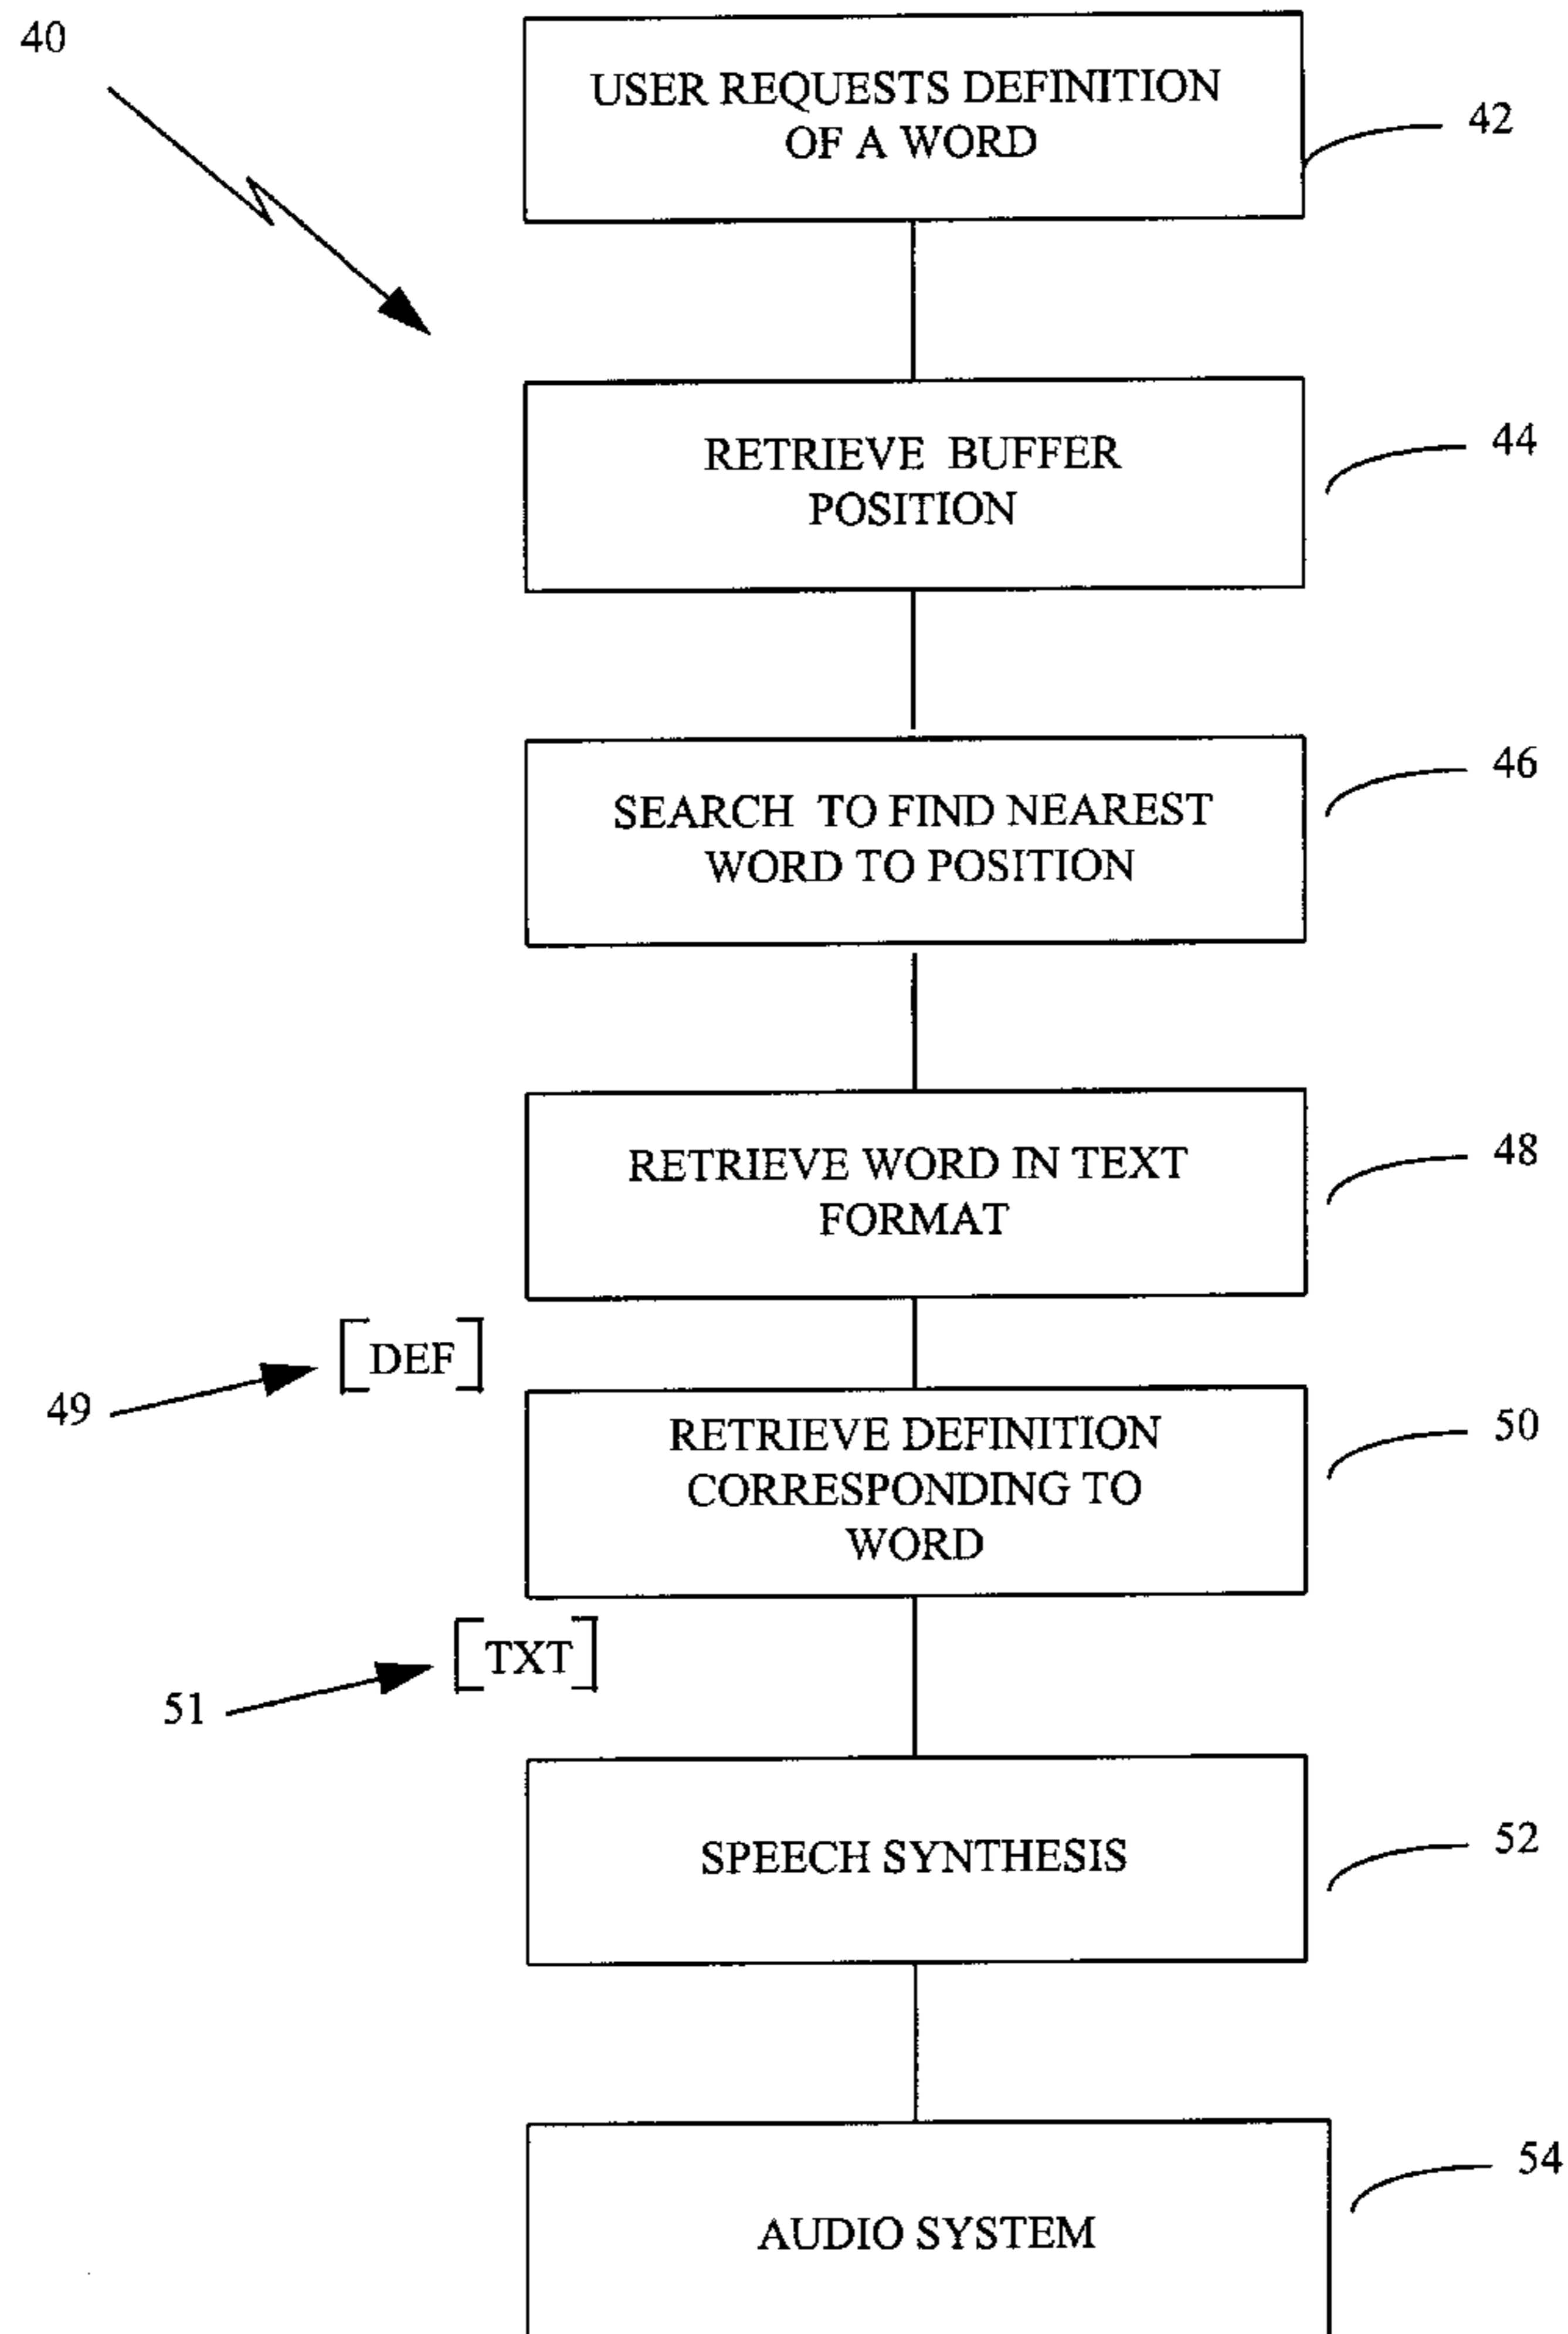 40
USER REQUESTS DEFINITION
OF A WORD
42
RETRIEVE BUFFER
POSITION
44
SEARCH TO FIND NEAREST
WORD TO POSITION
46
RETRIEVE WORD IN TEXT
FORMAT
48
[DEF]
49
RETRIEVE DEFINITION
CORRESPONDING TO
WORD
50
[TXT]
51
SPEECH SYNTHESIS
52
AUDIO SYSTEM
54